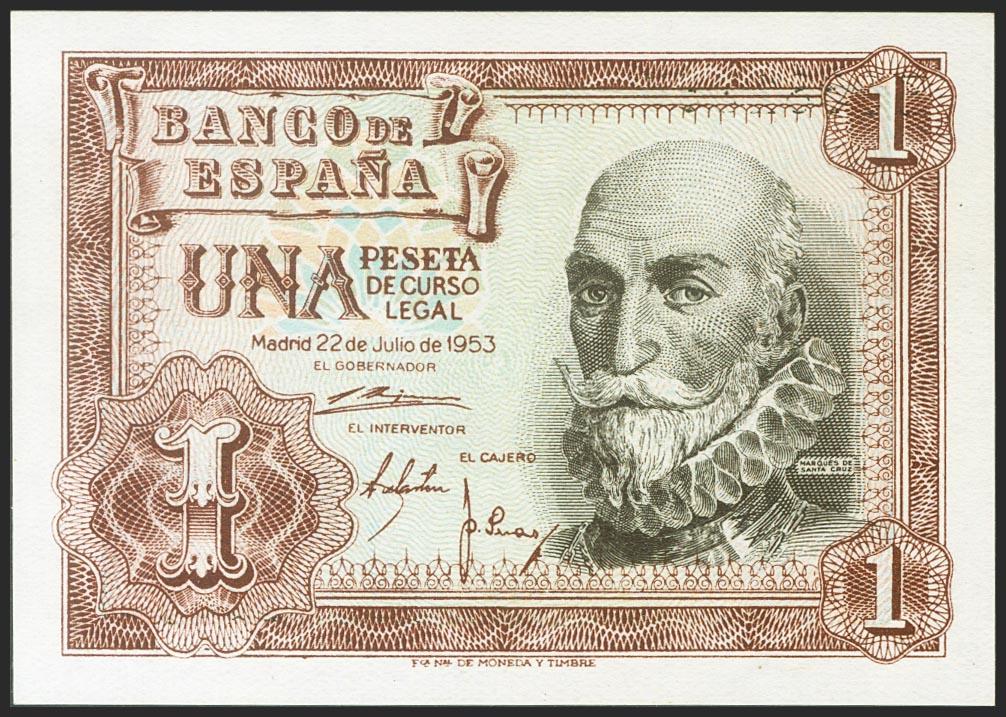 BANCO DE
ESPAÑA
1
UNA PESETA
DE CURSO
LEGAL
Madrid 22 de Julio de 1953
EL GOBERNADOR
EL INTERVENTOR
EL CAJERO
MARQUÉS DE
SANTA CRUZ
1
1
Fca. Nal. DE MONEDA Y TIMBRE